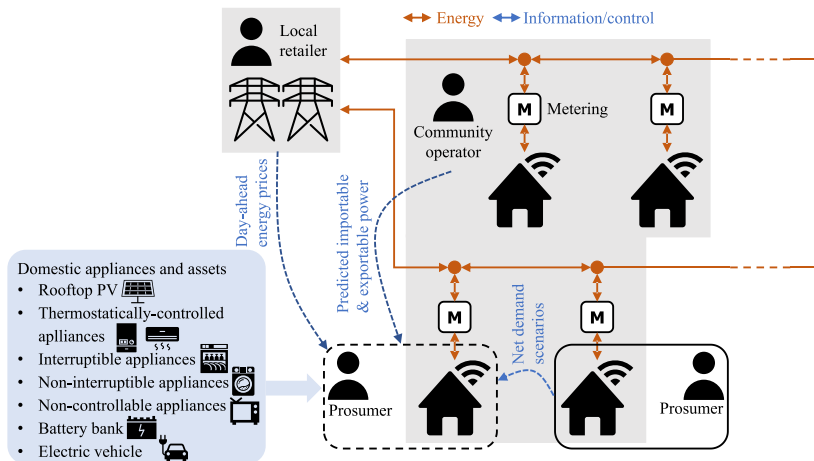 Energy
Information/control
Local
retailer
M
Metering
M
Community
operator
Day-ahead
energy prices
Predicted importable
& exportable power
Domestic appliances and assets
• Rooftop PV
• Thermostatically-controlled
aplliances
• Interruptible appliances
• Non-interruptible appliances
• Non-controllable appliances
• Battery bank
• Electric vehicle
M
M
Net demand
scenarios
Prosumer
Prosumer